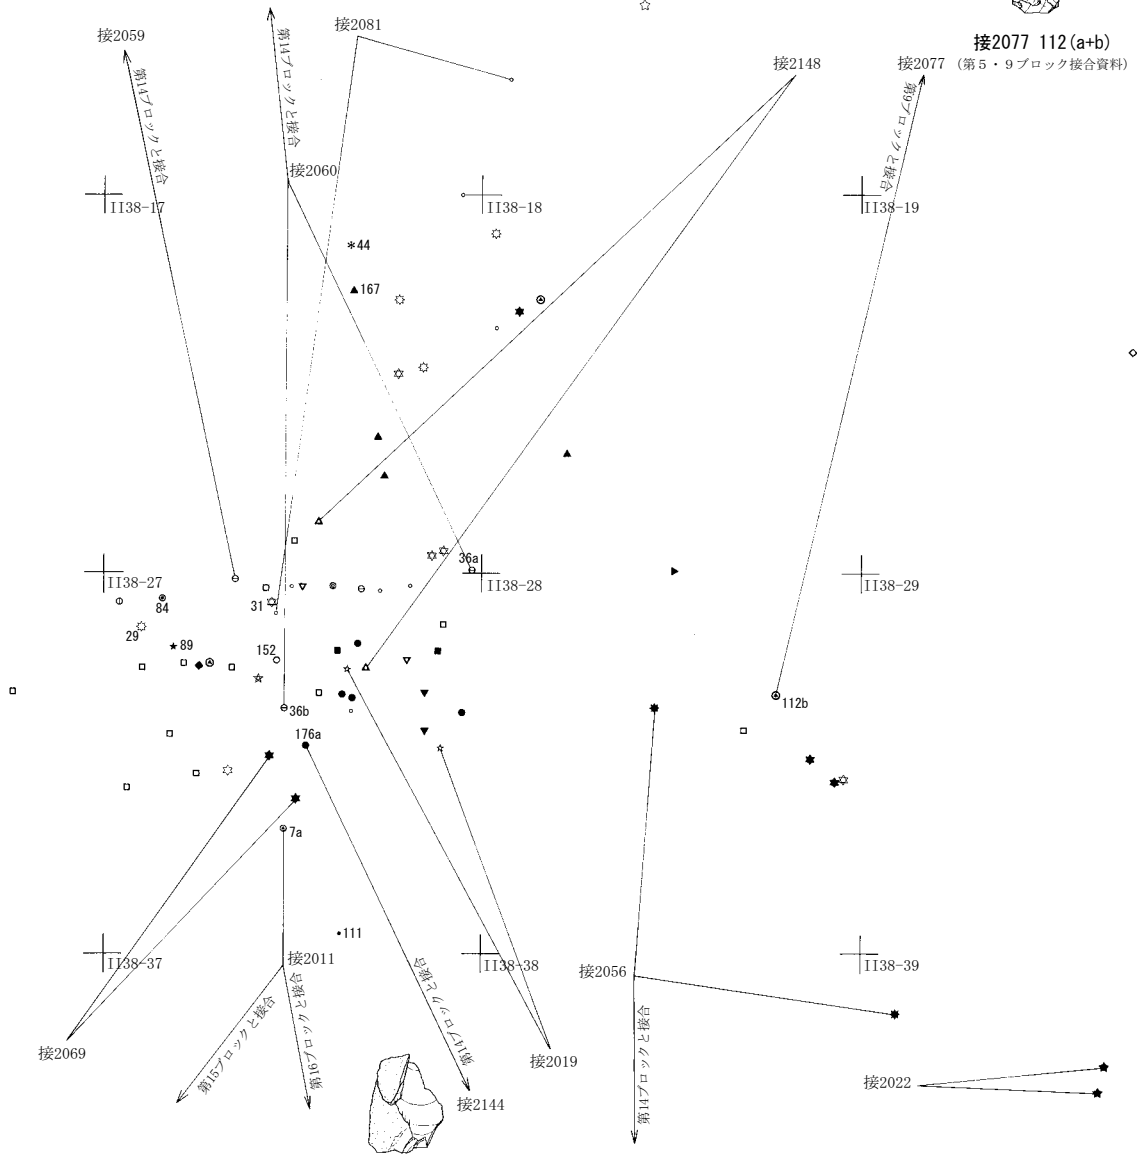 接2059
接2081
接2077 112(a+b)
(第5・9ブロック接合資料)
接2148
接2077
第14ブロックと接合
第14ブロックと接合
第9ブロックと接合
接2060
II38-17
II38-18
II38-19
44
167
36a
II38-27
II38-28
II38-29
84
31
29
89
152
36b
112b
176a
7a
111
II38-37
接2011
II38-38
接2056
II38-39
第15ブロックと接合
第16ブロックと接合
第14ブロックと接合
第14ブロックと接合
接2069
接2019
接2022
接2144